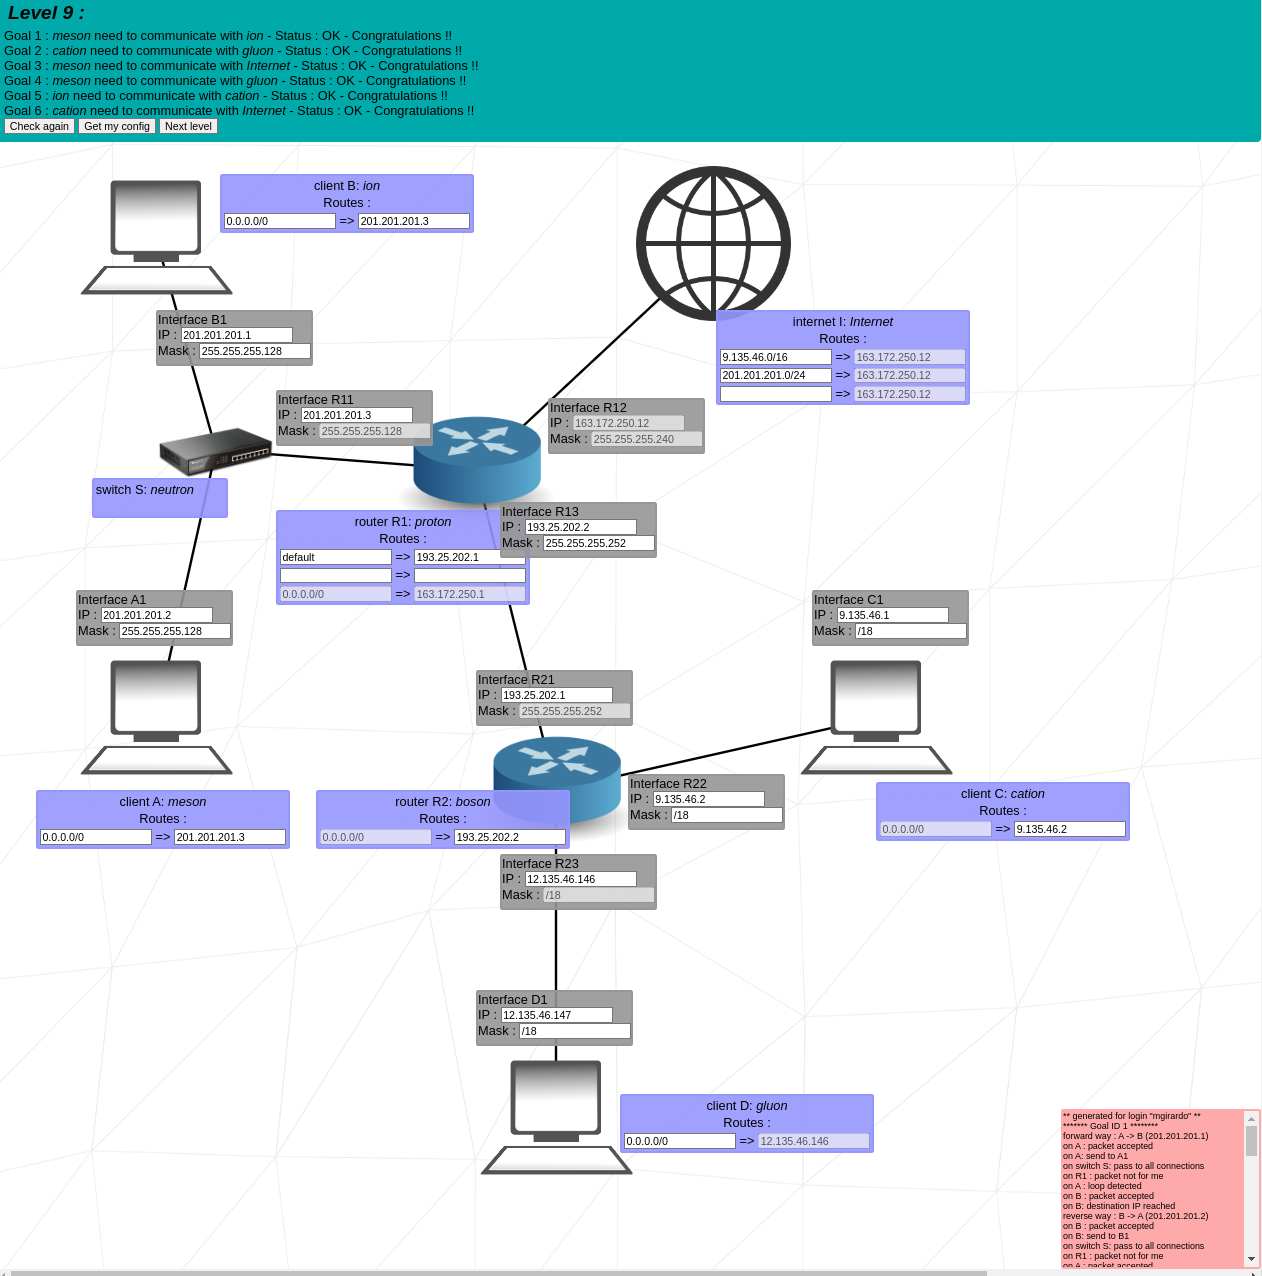 Level 9 :
Goal 1 : meson need to communicate with ion - Status : OK - Congratulations !!
Goal 2 : cation need to communicate with gluon - Status : OK - Congratulations !!
Goal 3 : meson need to communicate with Internet - Status : OK - Congratulations !!
Goal 4 : meson need to communicate with gluon - Status : OK - Congratulations !!
Goal 5 : ion need to communicate with cation - Status : OK - Congratulations !!
Goal 6 : cation need to communicate with Internet - Status : OK - Congratulations !!
Check again Get my config Next level
client B: ion
Routes :
0.0.0.0/0 => 201.201.201.3
Interface B1
IP : 201.201.201.1
Mask : 255.255.255.128
internet I: Internet
Routes :
9.135.46.0/16 => 163.172.250.12
201.201.201.0/24 => 163.172.250.12
=> 163.172.250.12
Interface R11
IP : 201.201.201.3
Mask : 255.255.255.128
Interface R12
IP : 163.172.250.12
Mask : 255.255.255.240
switch S: neutron
Interface R13
IP : 193.25.202.2
Mask : 255.255.255.252
router R1: proton
Routes :
default => 193.25.202.1
=>
0.0.0.0/0 => 163.172.250.1
Interface A1
IP : 201.201.201.2
Mask : 255.255.255.128
Interface C1
IP : 9.135.46.1
Mask : /18
Interface R21
IP : 193.25.202.1
Mask : 255.255.255.252
Interface R22
IP : 9.135.46.2
Mask : /18
client A: meson
Routes :
0.0.0.0/0 => 201.201.201.3
router R2: boson
Routes :
0.0.0.0/0 => 193.25.202.2
client C: cation
Routes :
0.0.0.0/0 => 9.135.46.2
Interface R23
IP : 12.135.46.146
Mask : /18
Interface D1
IP : 12.135.46.147
Mask : /18
client D: gluon
Routes :
0.0.0.0/0 => 12.135.46.146
** generated for login "mgirardo" **
******* Goal ID 1 ********
forward way : A -> B (201.201.201.1)
on A : packet accepted
on A: send to A1
on switch S: pass to all connections
on R1 : packet not for me
on A : loop detected
on B : packet accepted
on B: destination IP reached
reverse way : B -> A (201.201.201.2)
on B : packet accepted
on B: send to B1
on switch S: pass to all connections
on R1 : packet not for me
on A : packet accepted